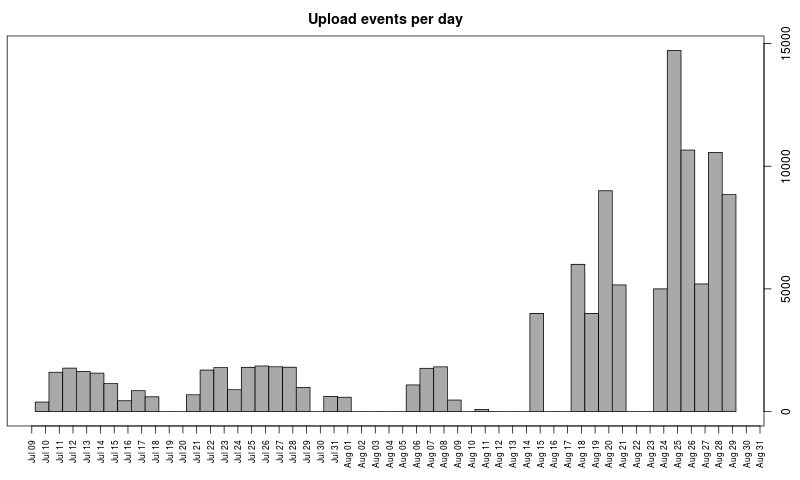 Upload events per day
15000
10000
5000
0
Jul 09
Jul 10
Jul 11
Jul 12
Jul 13
Jul 14
Jul 15
Jul 16
Jul 17
Jul 18
Jul 19
Jul 20
Jul 21
Jul 22
Jul 23
Jul 24
Jul 25
Jul 26
Jul 27
Jul 28
Jul 29
Jul 30
Jul 31
Aug 01
Aug 02
Aug 03
Aug 04
Aug 05
Aug 06
Aug 07
Aug 08
Aug 09
Aug 10
Aug 11
Aug 12
Aug 13
Aug 14
Aug 15
Aug 16
Aug 17
Aug 18
Aug 19
Aug 20
Aug 21
Aug 22
Aug 23
Aug 24
Aug 25
Aug 26
Aug 27
Aug 28
Aug 29
Aug 30
Aug 31